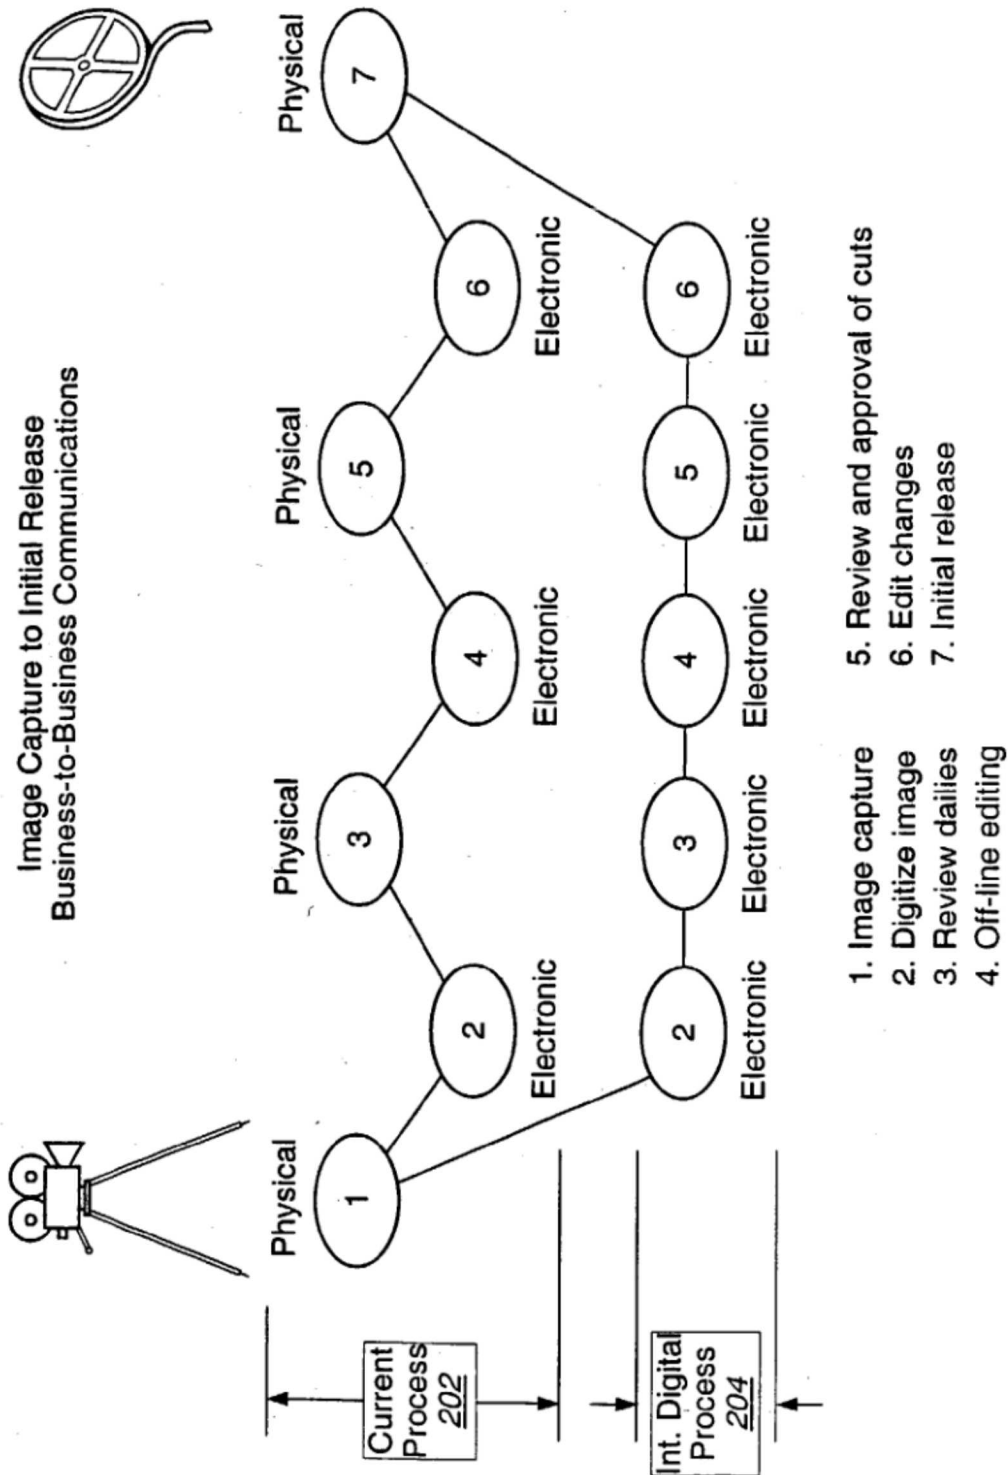 Image Capture to Initial Release
Business-to-Business Communications
Physical
1
2
Electronic
Physical
3
4
Electronic
Physical
5
6
Electronic
Physical
7
2
Electronic
3
Electronic
4
Electronic
5
Electronic
6
Electronic
Current
Process
202
Int. Digital
Process
204
1. Image capture
2. Digitize image
3. Review dailies
4. Off-line editing
5. Review and approval of cuts
6. Edit changes
7. Initial release